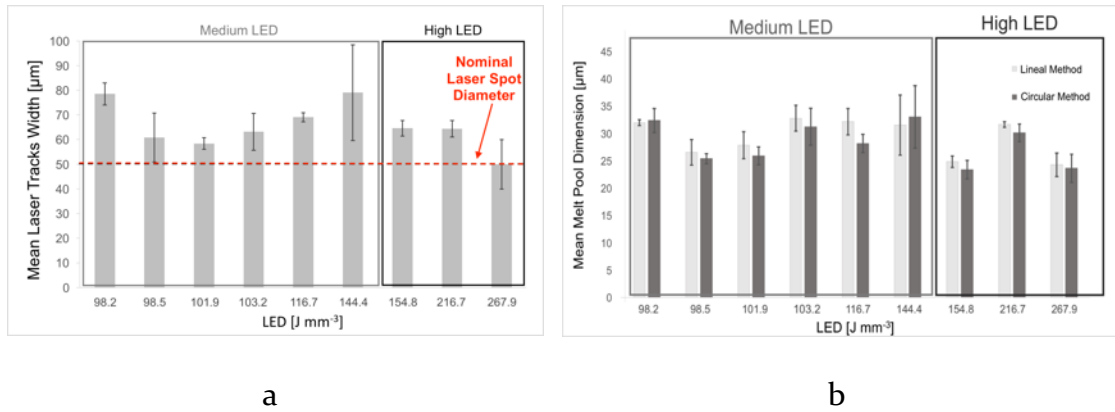 Medium LED
High LED
Mean Laser Tracks Width [µm]
100
90
80
70
60
50
40
30
20
10
0
Nominal
Laser Spot
Diameter
98.2 98.5 101.9 103.2 116.7 144.4 154.8 216.7 267.9
LED [J mm⁻³]
a
Medium LED
High LED
Mean Melt Pool Dimension [µm]
45
40
35
30
25
20
15
10
5
0
Lineal Method
Circular Method
98.2 98.5 101.9 103.2 116.7 144.4 154.8 216.7 267.9
LED [J mm⁻³]
b